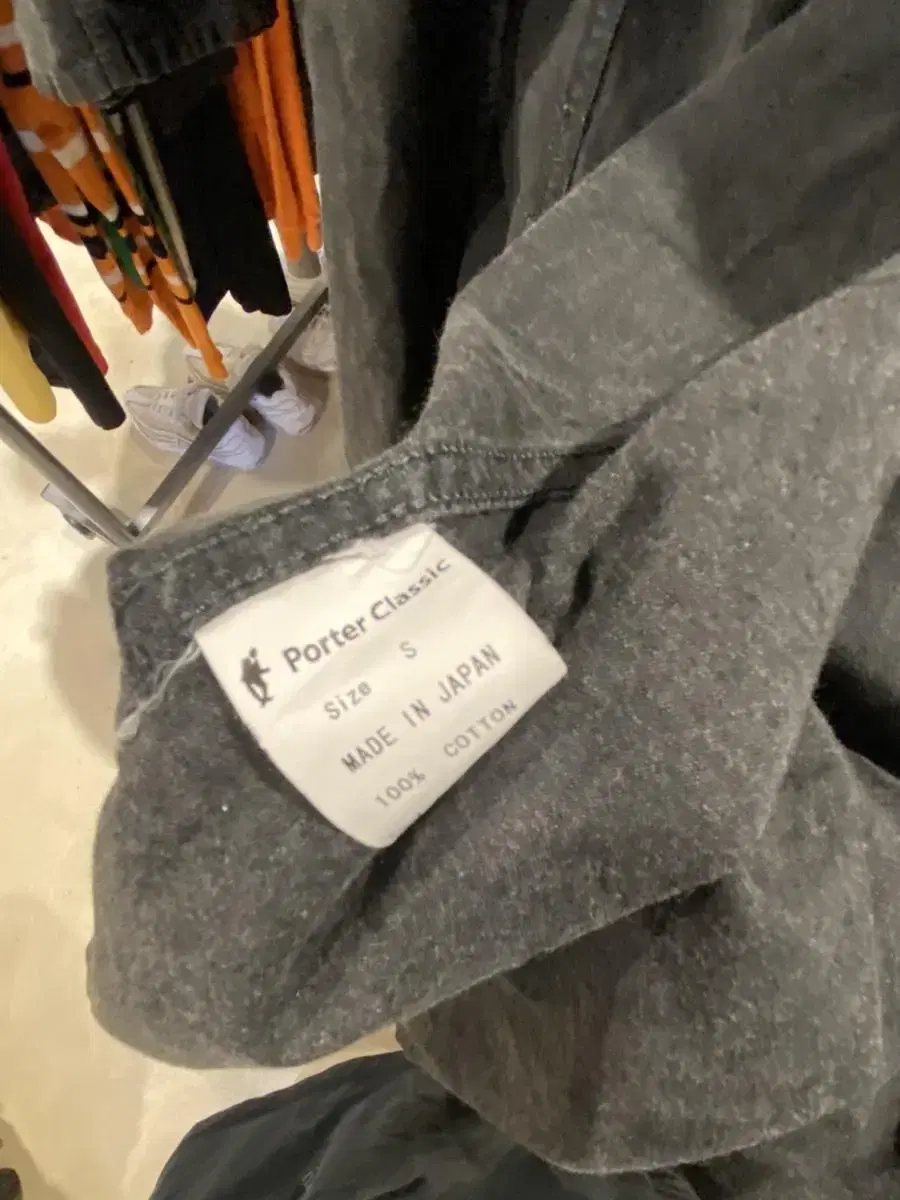 Porter Classic
Size S
MADE IN JAPAN
100% COTTON